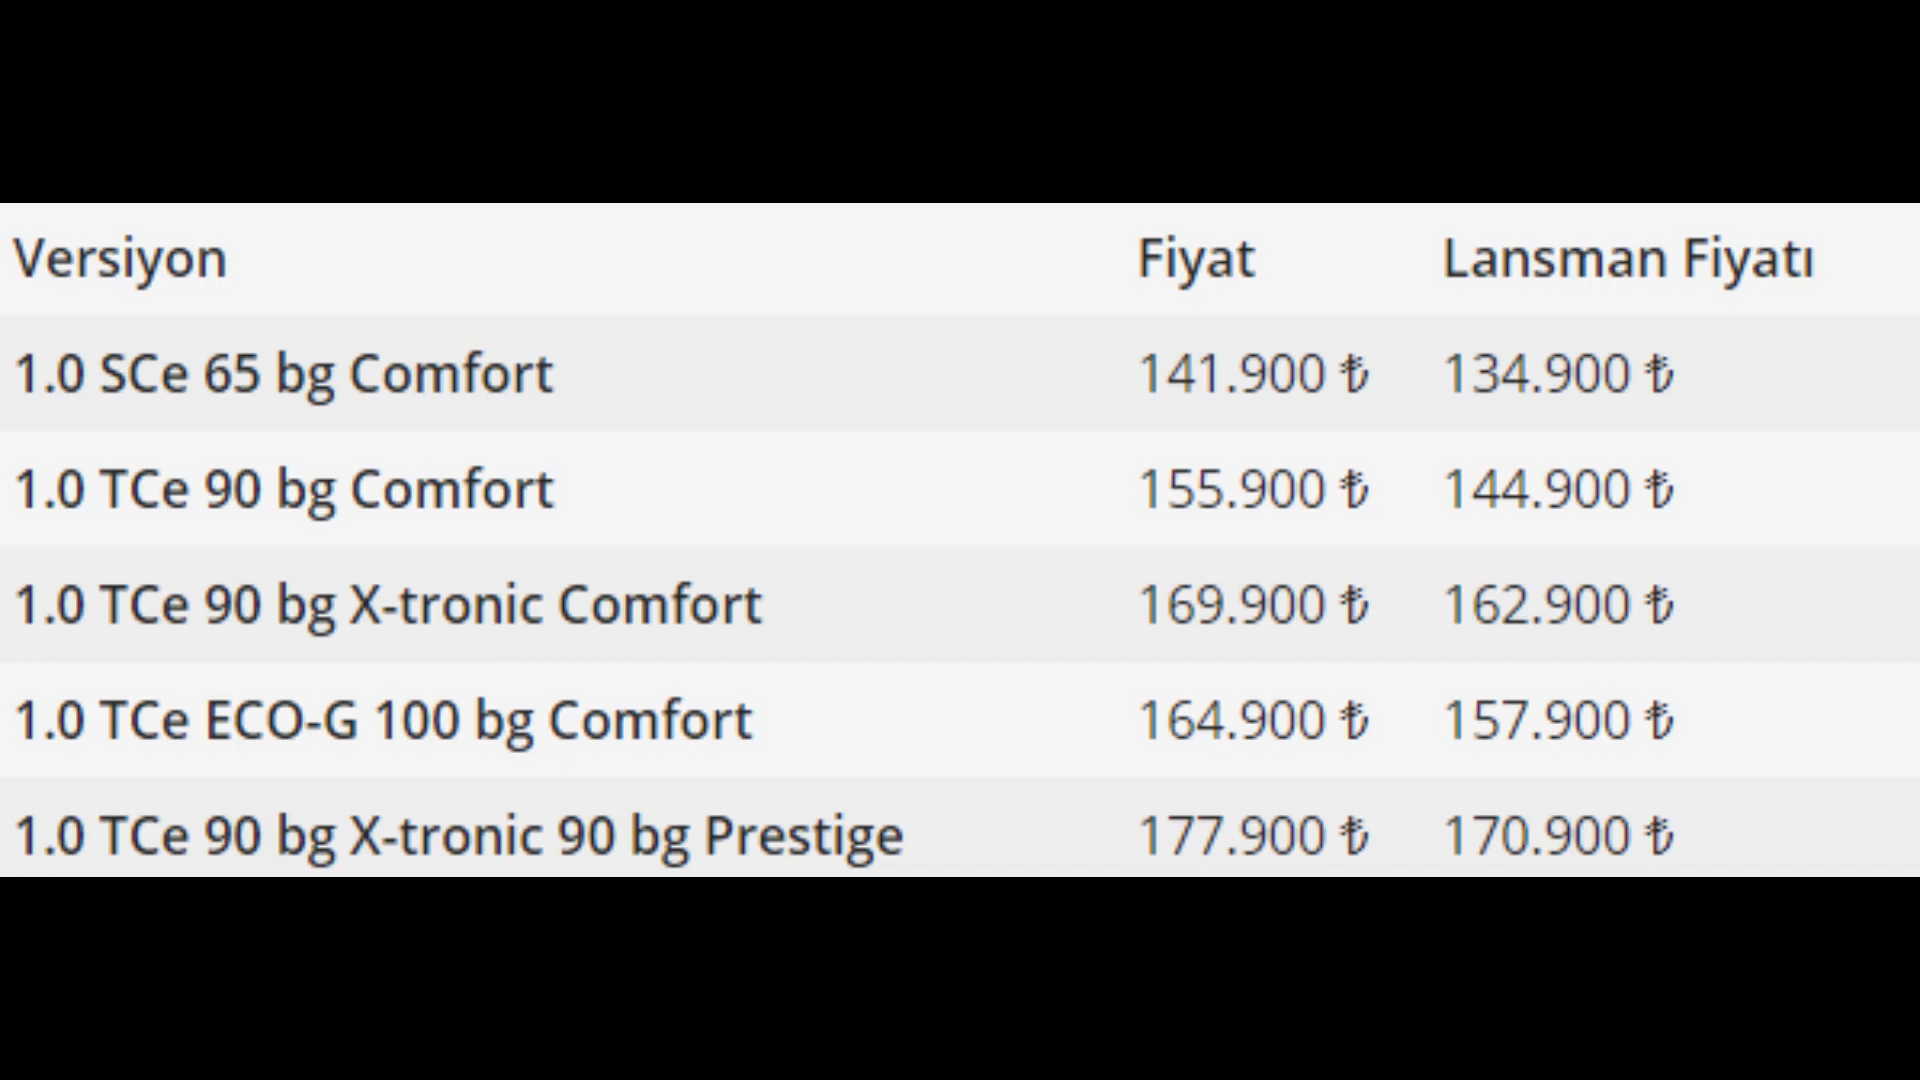 Versiyon Fiyat Lansman Fiyatı
1.0 SCe 65 bg Comfort 141.900 ₺ 134.900 ₺
1.0 TCe 90 bg Comfort 155.900 ₺ 144.900 ₺
1.0 TCe 90 bg X-tronic Comfort 169.900 ₺ 162.900 ₺
1.0 TCe ECO-G 100 bg Comfort 164.900 ₺ 157.900 ₺
1.0 TCe 90 bg X-tronic 90 bg Prestige 177.900 ₺ 170.900 ₺